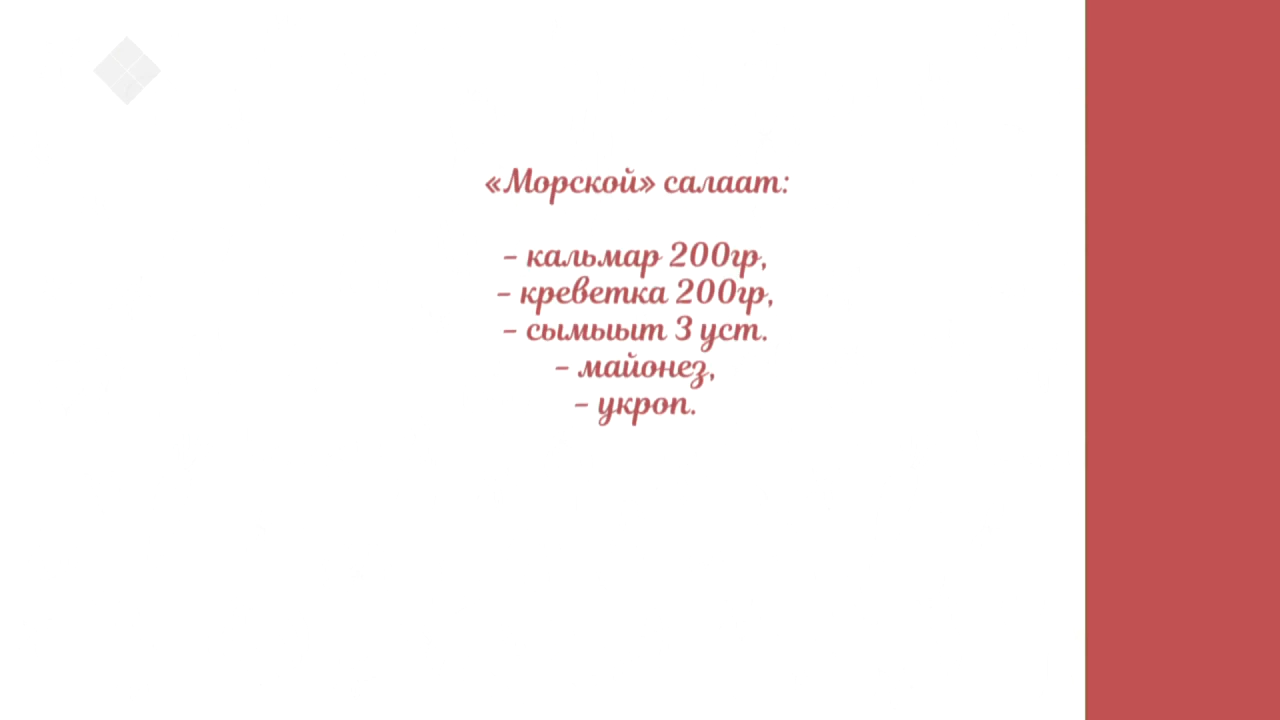 «Морской» салаат:
- кальмар 200гр,
- креветка 200гр,
- сымыыт 3 уст.
- майонез,
- укроп.